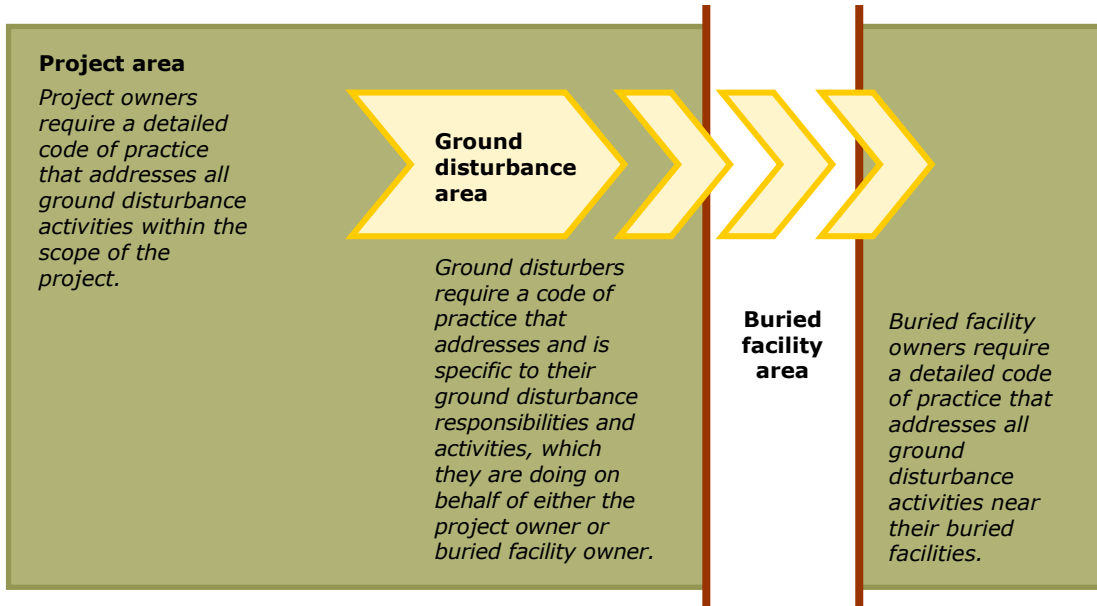 Project area
Project owners
require a detailed
code of practice
that addresses all
ground disturbance
activities within the
scope of the
project.
Ground
disturbance
area
Ground disturbers
require a code of
practice that
addresses and is
specific to their
ground disturbance
responsibilities and
activities, which
they are doing on
behalf of either the
project owner or
buried facility owner.
Buried
facility
area
Buried facility
owners require
a detailed code
of practice that
addresses all
ground
disturbance
activities near
their buried
facilities.